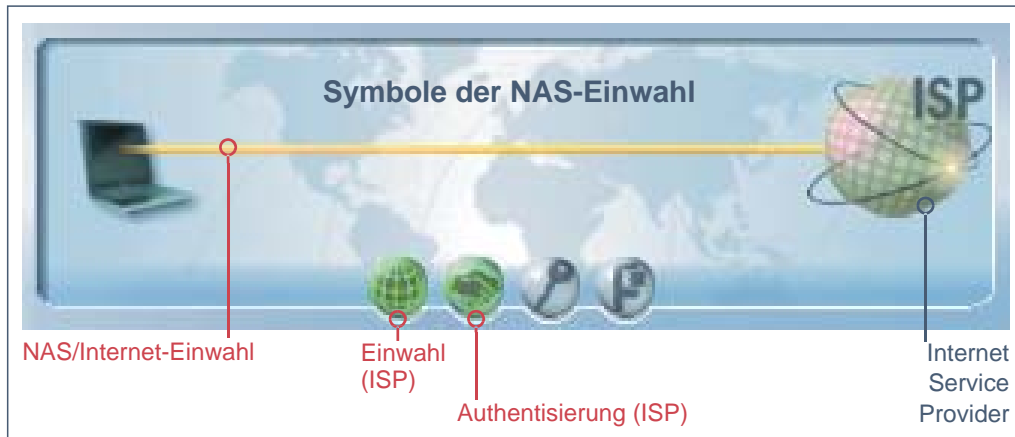 Symbole der NAS-Einwahl
ISP
NAS/Internet-Einwahl
Einwahl
(ISP)
Authentisierung (ISP)
Internet
Service
Provider